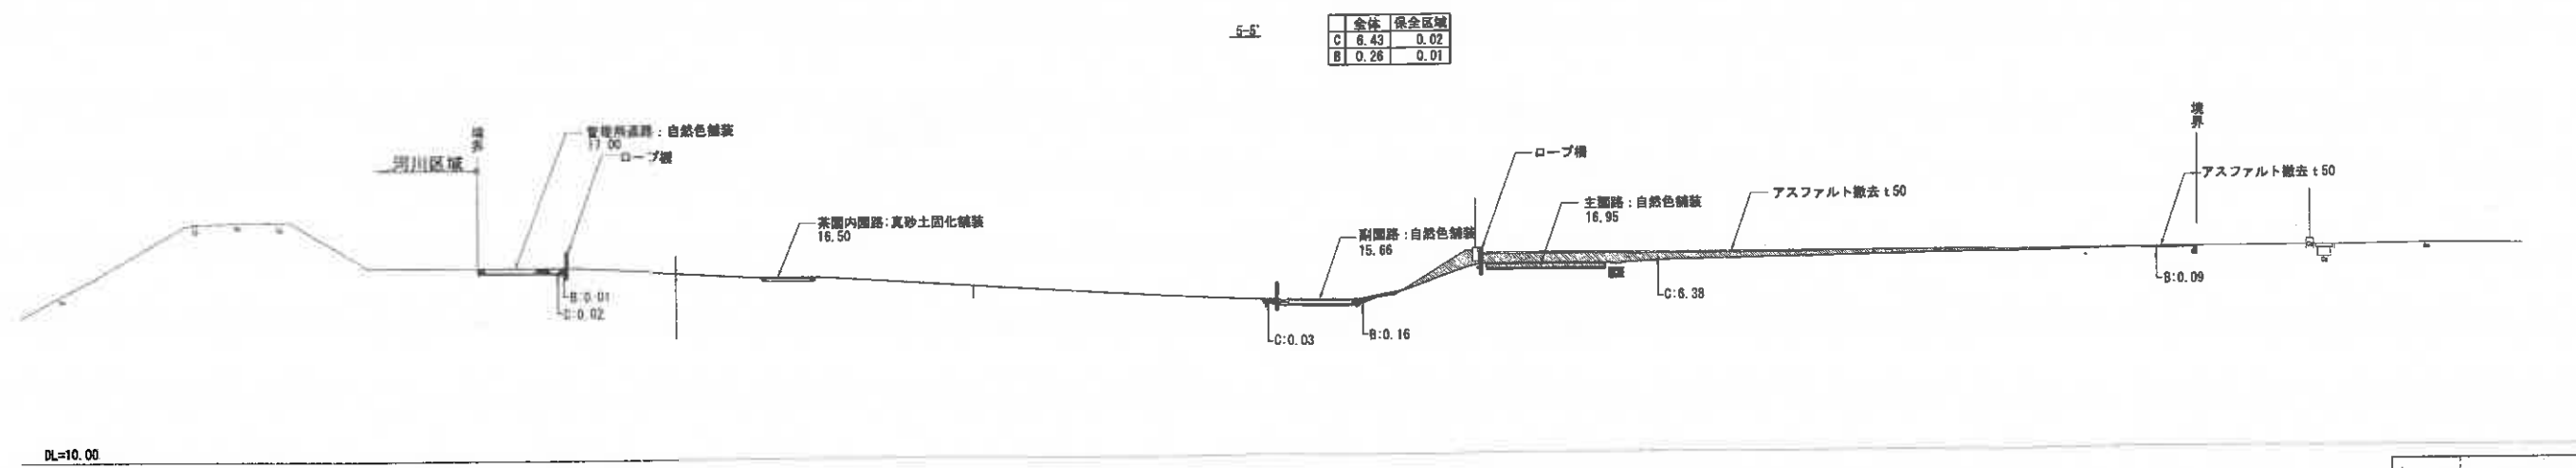 5-5'
全体 保全区域
C 6.43 0.02
B 0.26 0.01
境界
管理用道路：自然色舗装
17.00
ロープ柵
河川区域
茶園内園路：真砂土固化舗装
16.50
B:0.01
C:0.02
副園路：自然色舗装
15.66
C:0.03
B:0.16
ロープ柵
主園路：自然色舗装
16.95
アスファルト撤去 t50
C:6.38
境界
アスファルト撤去 t50
B:0.09
DL=10.00